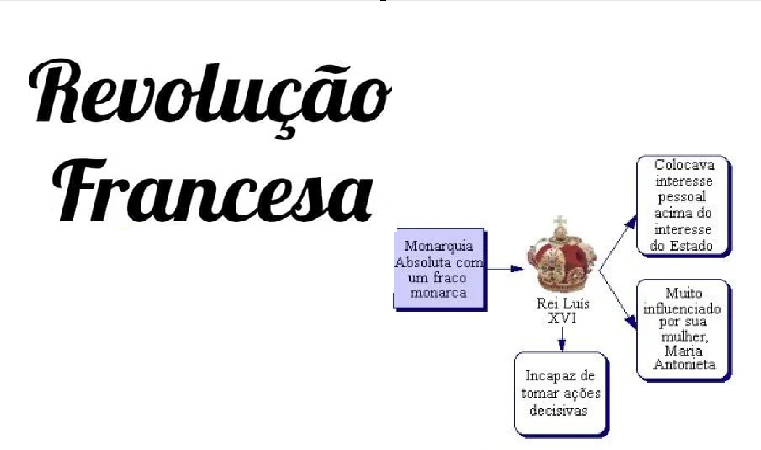 Revolução
Francesa
Monarquia
Absoluta com
um fraco
monarca
Rei Luís
XVI
Colocava
interesse
pessoal
acima do
interesse
do Estado
Muito
influenciado
por sua
mulher,
Maria
Antonieta
Incapaz de
tomar ações
decisivas